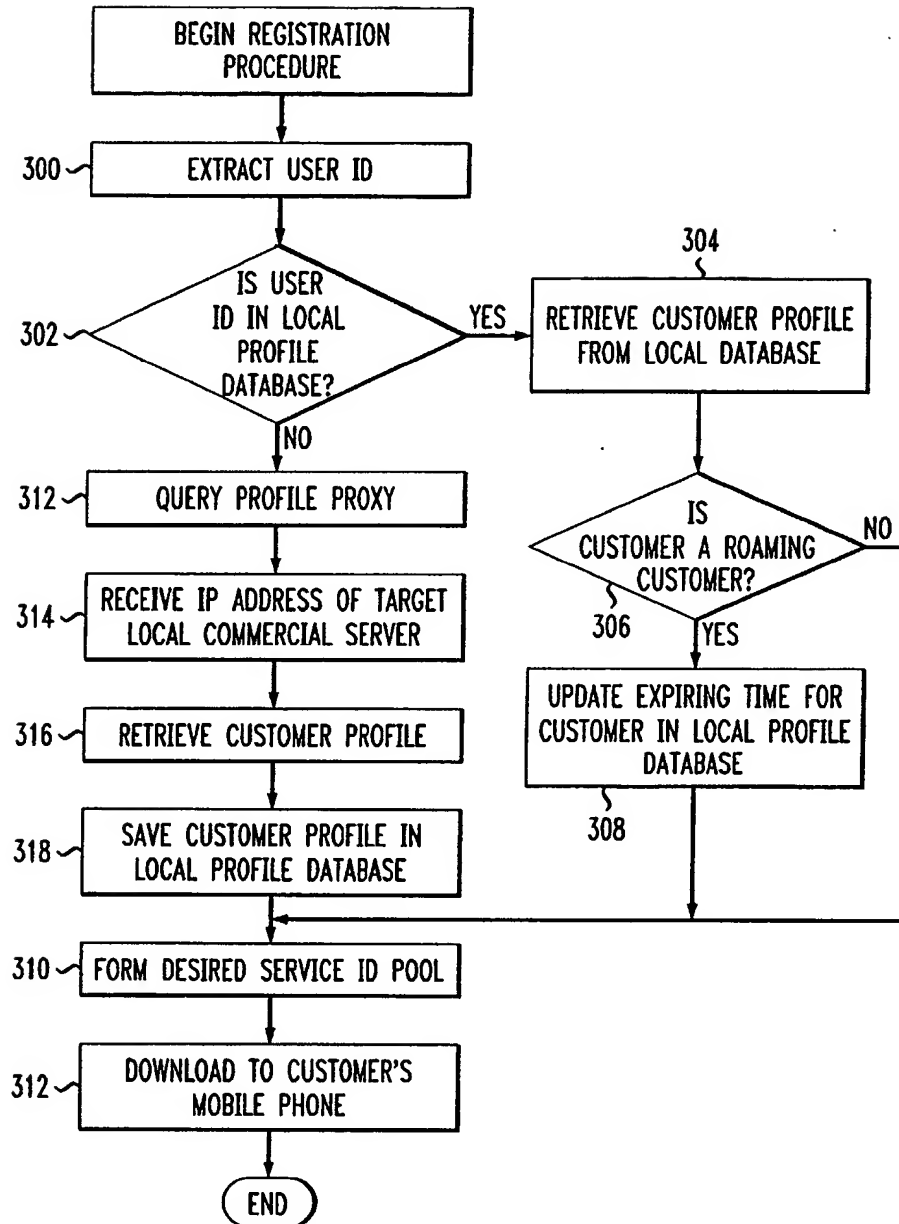 BEGIN REGISTRATION
PROCEDURE
300
EXTRACT USER ID
302
IS USER
ID IN LOCAL
PROFILE
DATABASE?
YES
NO
304
RETRIEVE CUSTOMER PROFILE
FROM LOCAL DATABASE
IS
CUSTOMER A ROAMING
CUSTOMER?
306
NO
YES
UPDATE EXPIRING TIME FOR
CUSTOMER IN LOCAL PROFILE
DATABASE
308
312
QUERY PROFILE PROXY
314
RECEIVE IP ADDRESS OF TARGET
LOCAL COMMERCIAL SERVER
316
RETRIEVE CUSTOMER PROFILE
318
SAVE CUSTOMER PROFILE IN
LOCAL PROFILE DATABASE
310
FORM DESIRED SERVICE ID POOL
312
DOWNLOAD TO CUSTOMER'S
MOBILE PHONE
END